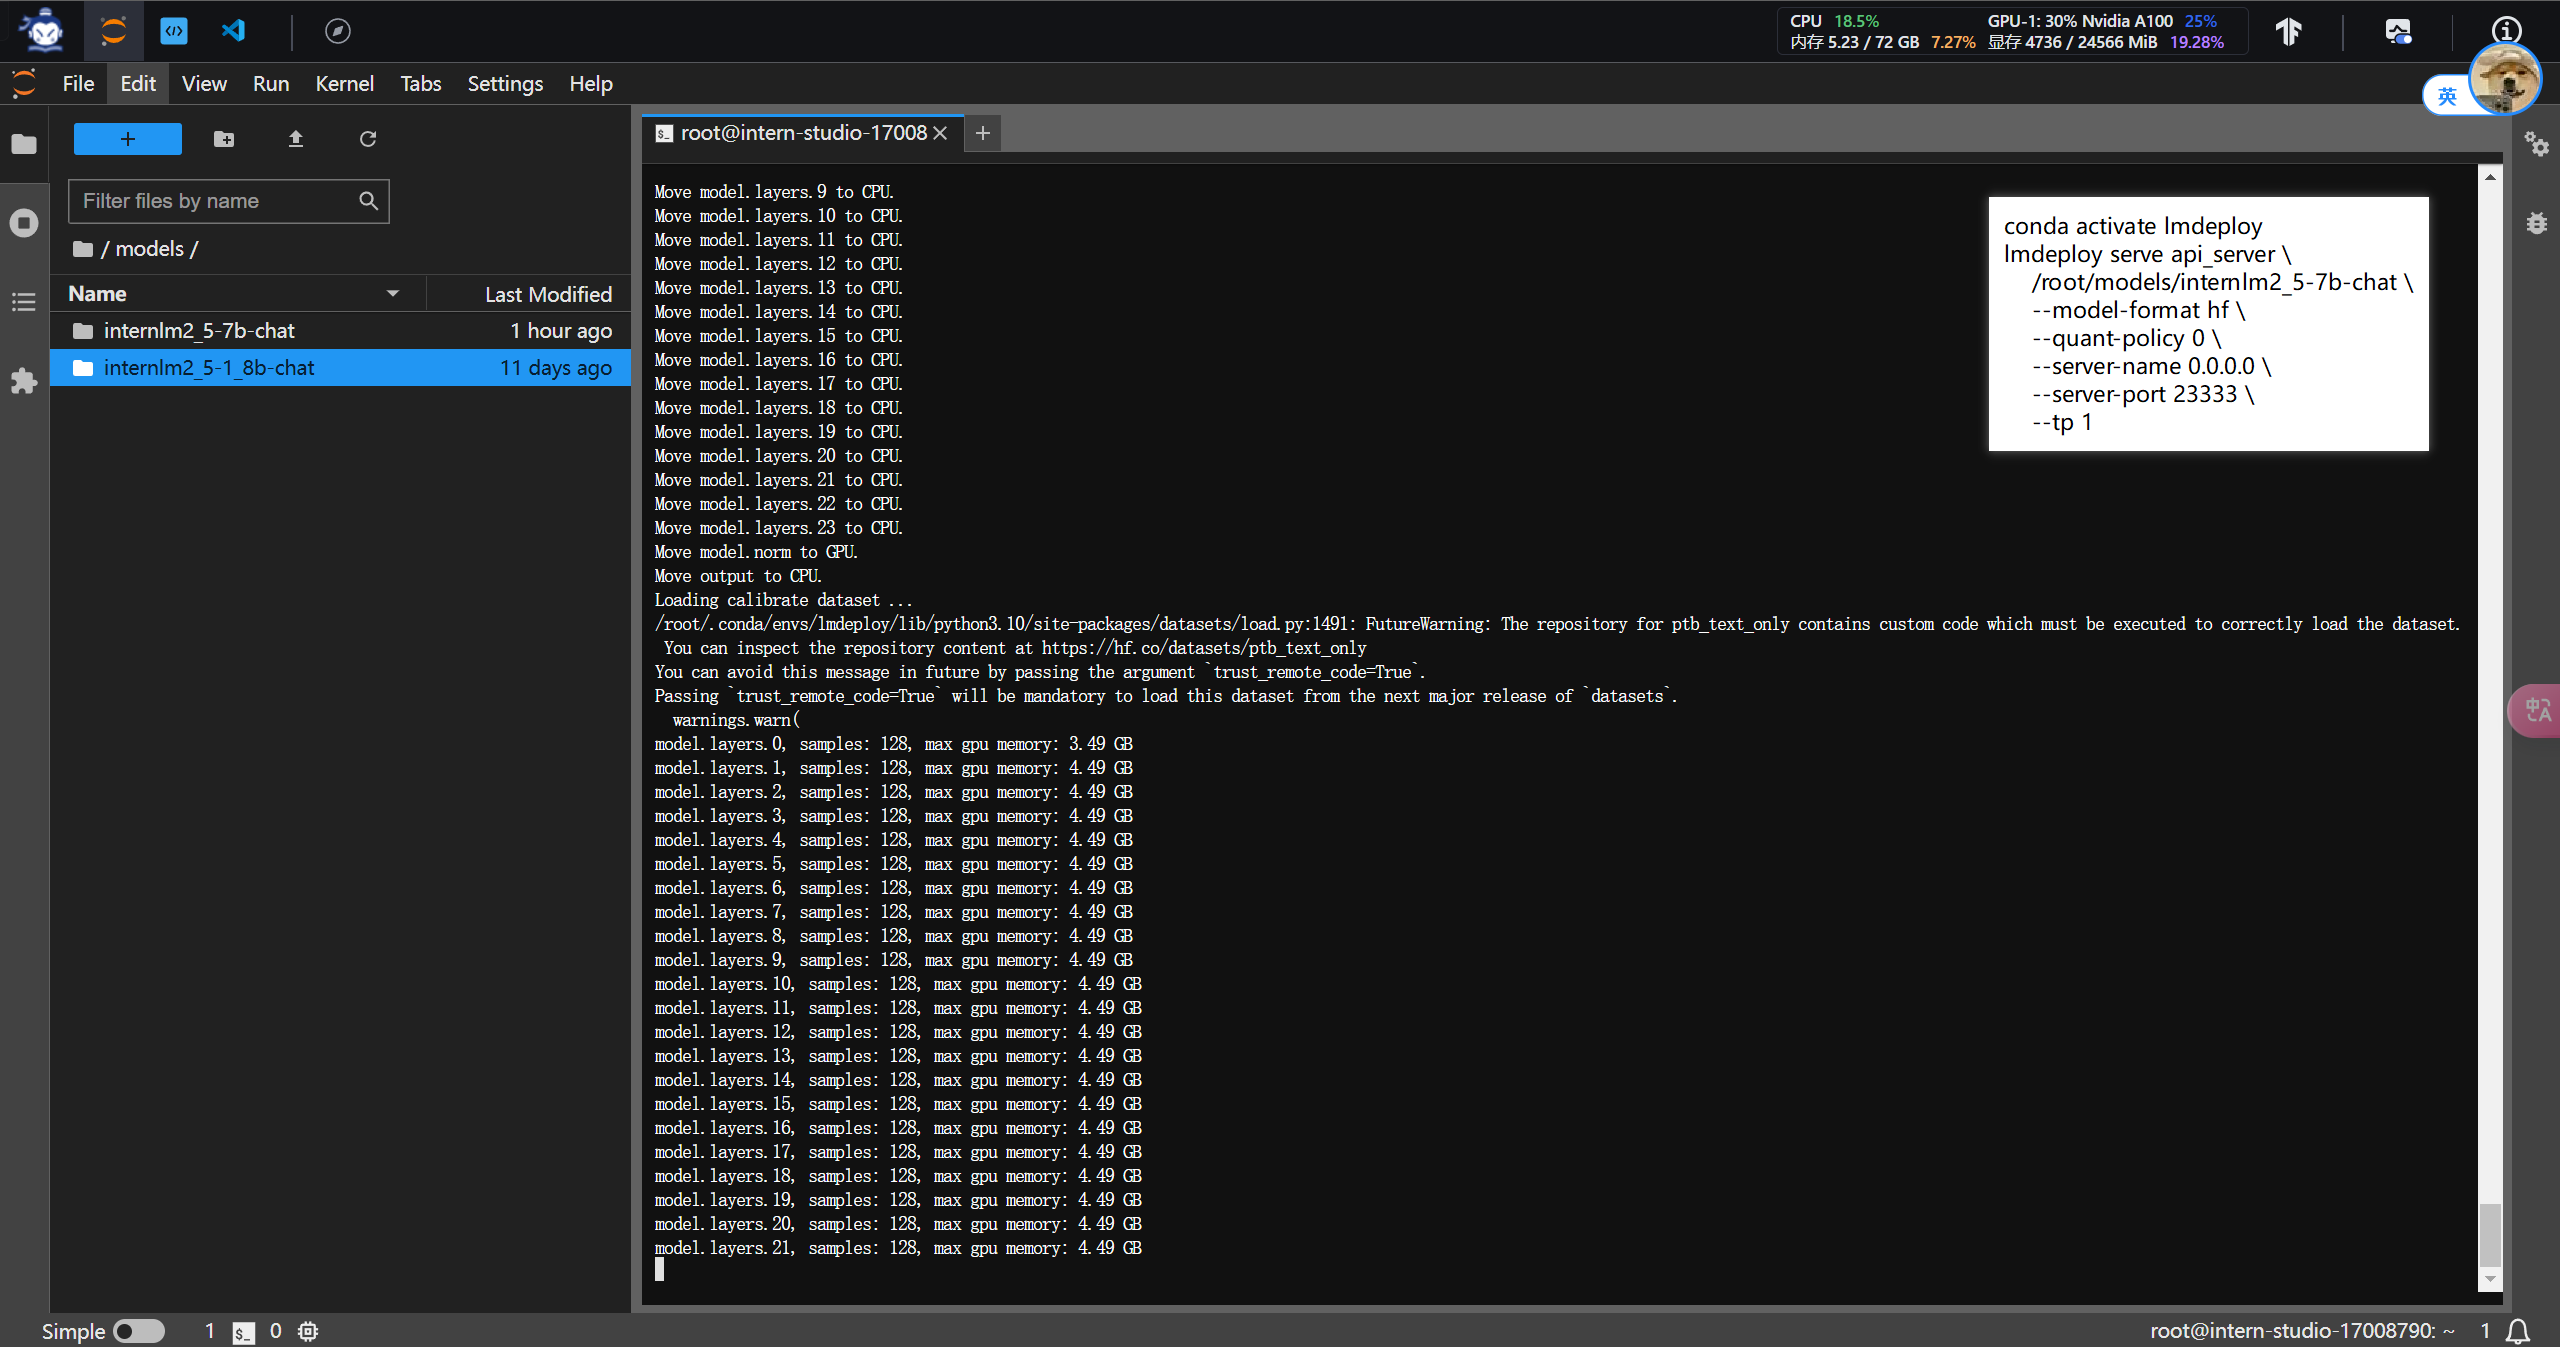 CPU 18.5%
内存 5.23 / 72 GB 7.27%
GPU-1: 30% Nvidia A100 25%
显存 4736 / 24566 MiB 19.28%
File Edit View Run Kernel Tabs Settings Help
英
+
Filter files by name
/ models /
Name Last Modified
internlm2_5-7b-chat 1 hour ago
internlm2_5-1_8b-chat 11 days ago
root@intern-studio-17008
Move model.layers.9 to CPU.
Move model.layers.10 to CPU.
Move model.layers.11 to CPU.
Move model.layers.12 to CPU.
Move model.layers.13 to CPU.
Move model.layers.14 to CPU.
Move model.layers.15 to CPU.
Move model.layers.16 to CPU.
Move model.layers.17 to CPU.
Move model.layers.18 to CPU.
Move model.layers.19 to CPU.
Move model.layers.20 to CPU.
Move model.layers.21 to CPU.
Move model.layers.22 to CPU.
Move model.layers.23 to CPU.
Move model.norm to GPU.
Move output to CPU.
Loading calibrate dataset ...
/root/.conda/envs/lmdeploy/lib/python3.10/site-packages/datasets/load.py:1491: FutureWarning: The repository for ptb_text_only contains custom code which must be executed to correctly load the dataset.
You can inspect the repository content at https://hf.co/datasets/ptb_text_only
You can avoid this message in future by passing the argument `trust_remote_code=True`.
Passing `trust_remote_code=True` will be mandatory to load this dataset from the next major release of `datasets`.
warnings.warn(
model.layers.0, samples: 128, max gpu memory: 3.49 GB
model.layers.1, samples: 128, max gpu memory: 4.49 GB
model.layers.2, samples: 128, max gpu memory: 4.49 GB
model.layers.3, samples: 128, max gpu memory: 4.49 GB
model.layers.4, samples: 128, max gpu memory: 4.49 GB
model.layers.5, samples: 128, max gpu memory: 4.49 GB
model.layers.6, samples: 128, max gpu memory: 4.49 GB
model.layers.7, samples: 128, max gpu memory: 4.49 GB
model.layers.8, samples: 128, max gpu memory: 4.49 GB
model.layers.9, samples: 128, max gpu memory: 4.49 GB
model.layers.10, samples: 128, max gpu memory: 4.49 GB
model.layers.11, samples: 128, max gpu memory: 4.49 GB
model.layers.12, samples: 128, max gpu memory: 4.49 GB
model.layers.13, samples: 128, max gpu memory: 4.49 GB
model.layers.14, samples: 128, max gpu memory: 4.49 GB
model.layers.15, samples: 128, max gpu memory: 4.49 GB
model.layers.16, samples: 128, max gpu memory: 4.49 GB
model.layers.17, samples: 128, max gpu memory: 4.49 GB
model.layers.18, samples: 128, max gpu memory: 4.49 GB
model.layers.19, samples: 128, max gpu memory: 4.49 GB
model.layers.20, samples: 128, max gpu memory: 4.49 GB
model.layers.21, samples: 128, max gpu memory: 4.49 GB
conda activate lmdeploy
lmdeploy serve api_server \
/root/models/internlm2_5-7b-chat \
--model-format hf \
--quant-policy 0 \
--server-name 0.0.0.0 \
--server-port 23333 \
--tp 1
中A
Simple 1 $_ 0
root@intern-studio-17008790: ~ 1